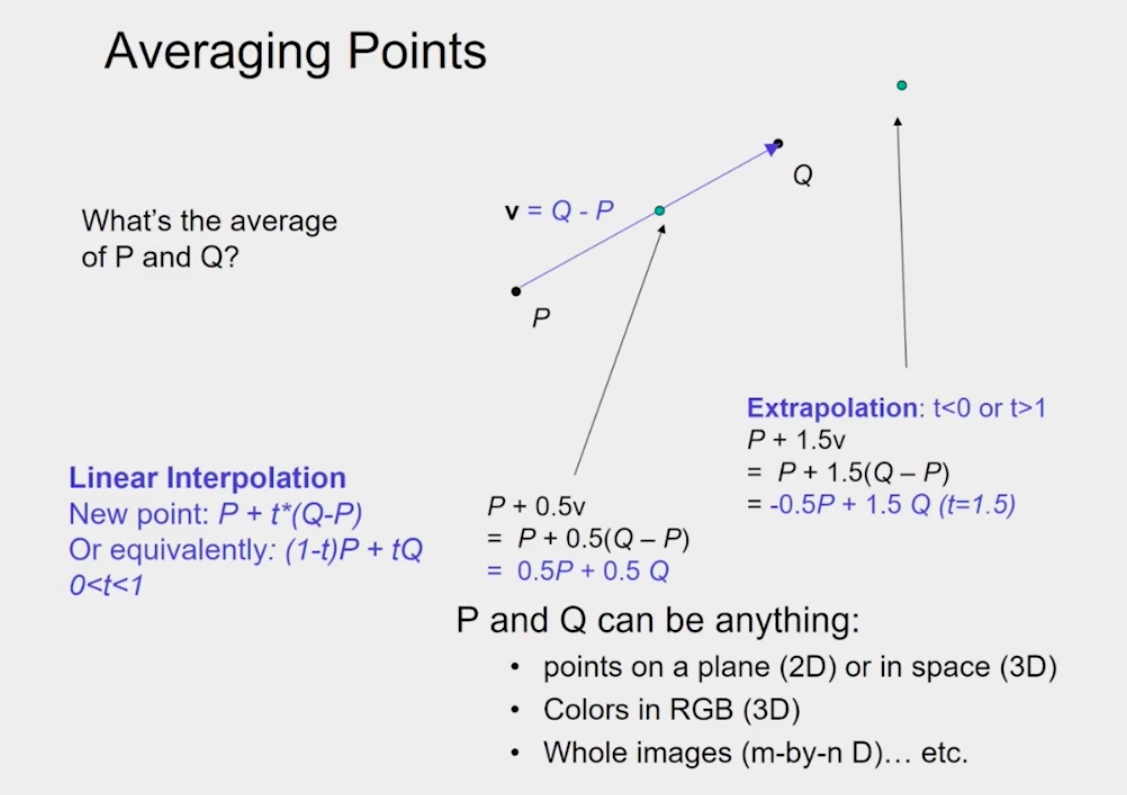 Averaging Points
What's the average
of P and Q?
v = Q - P
Q
P
Linear Interpolation
New point: P + t*(Q-P)
Or equivalently: (1-t)P + tQ
0<t<1
P + 0.5v
= P + 0.5(Q – P)
= 0.5P + 0.5 Q
Extrapolation: t<0 or t>1
P + 1.5v
= P + 1.5(Q – P)
= -0.5P + 1.5 Q (t=1.5)
P and Q can be anything:
• points on a plane (2D) or in space (3D)
• Colors in RGB (3D)
• Whole images (m-by-n D)… etc.